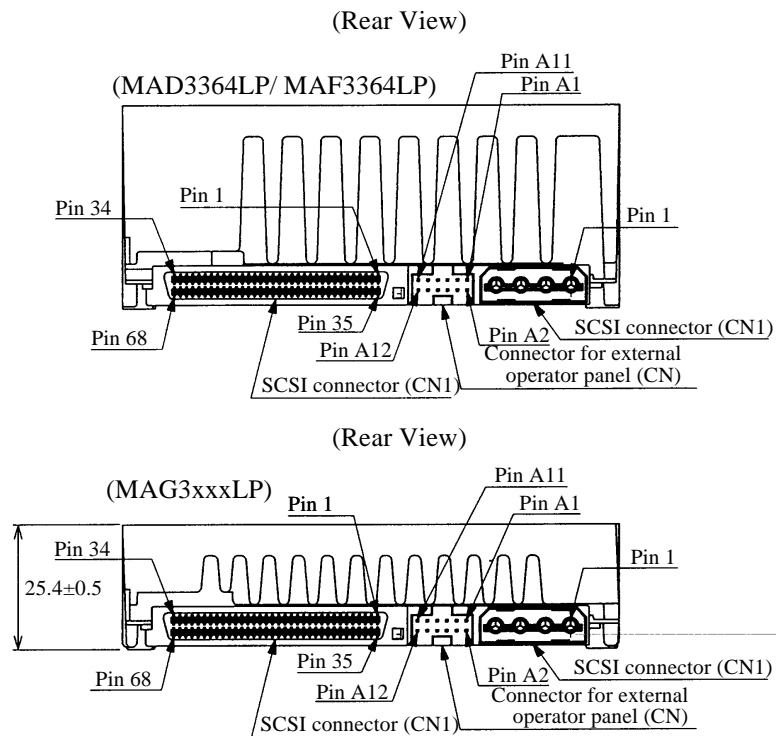 (Rear View)
Pin A11
(MAD3364LP/ MAF3364LP)
Pin A1
Pin 34
Pin 1
Pin 1
Pin 68
Pin 35
Pin A12
Pin A2
SCSI connector (CN1)
Connector for external
operator panel (CN)
SCSI connector (CN1)
(Rear View)
Pin A11
(MAG3xxxLP)
Pin 1
Pin A1
Pin 34
Pin 1
25.4±0.5
Pin 68
Pin 35
Pin A12
Pin A2
SCSI connector (CN1)
Connector for external
operator panel (CN)
SCSI connector (CN1)